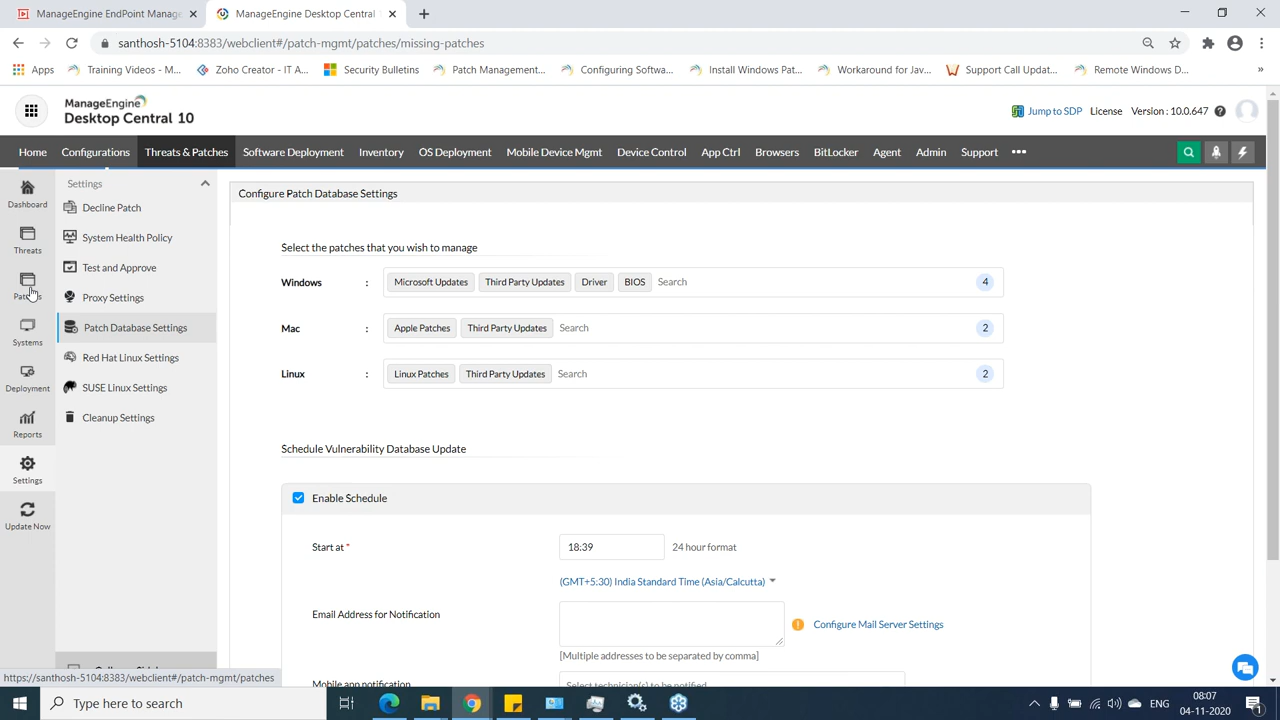 ManageEngine EndPoint Manag
ManageEngine Desktop Central
santhosh-5104:8383/webclient#/patch-mgmt/patches/missing-patches
Apps
Training Videos - M...
Zoho Creator - IT A...
Security Bulletins
Patch Management...
Configuring Softwa...
Install Windows Pat...
Workaround for Jav...
Support Call Updat...
Remote Windows D...
»
ManageEngine
Desktop Central 10
Jump to SDP License Version : 10.0.647
Home Configurations Threats & Patches Software Deployment Inventory OS Deployment Mobile Device Mgmt Device Control App Ctrl Browsers BitLocker Agent Admin Support •••
Dashboard
Threats
Systems
Deployment
Reports
Settings
Update Now
Settings
Decline Patch
System Health Policy
Test and Approve
Proxy Settings
Patch Database Settings
Red Hat Linux Settings
SUSE Linux Settings
Cleanup Settings
Configure Patch Database Settings
Select the patches that you wish to manage
Windows : Microsoft Updates Third Party Updates Driver BIOS Search 4
Mac : Apple Patches Third Party Updates Search 2
Linux : Linux Patches Third Party Updates Search 2
Schedule Vulnerability Database Update
Enable Schedule
Start at * 18:39 24 hour format
(GMT+5:30) India Standard Time (Asia/Calcutta)
Email Address for Notification
Configure Mail Server Settings
[Multiple addresses to be separated by comma]
Mobile app notification
Select technician(s) to be notified
https://santhosh-5104:8383/webclient#/patch-mgmt/patches
Type here to search
ENG
08:07
04-11-2020
1